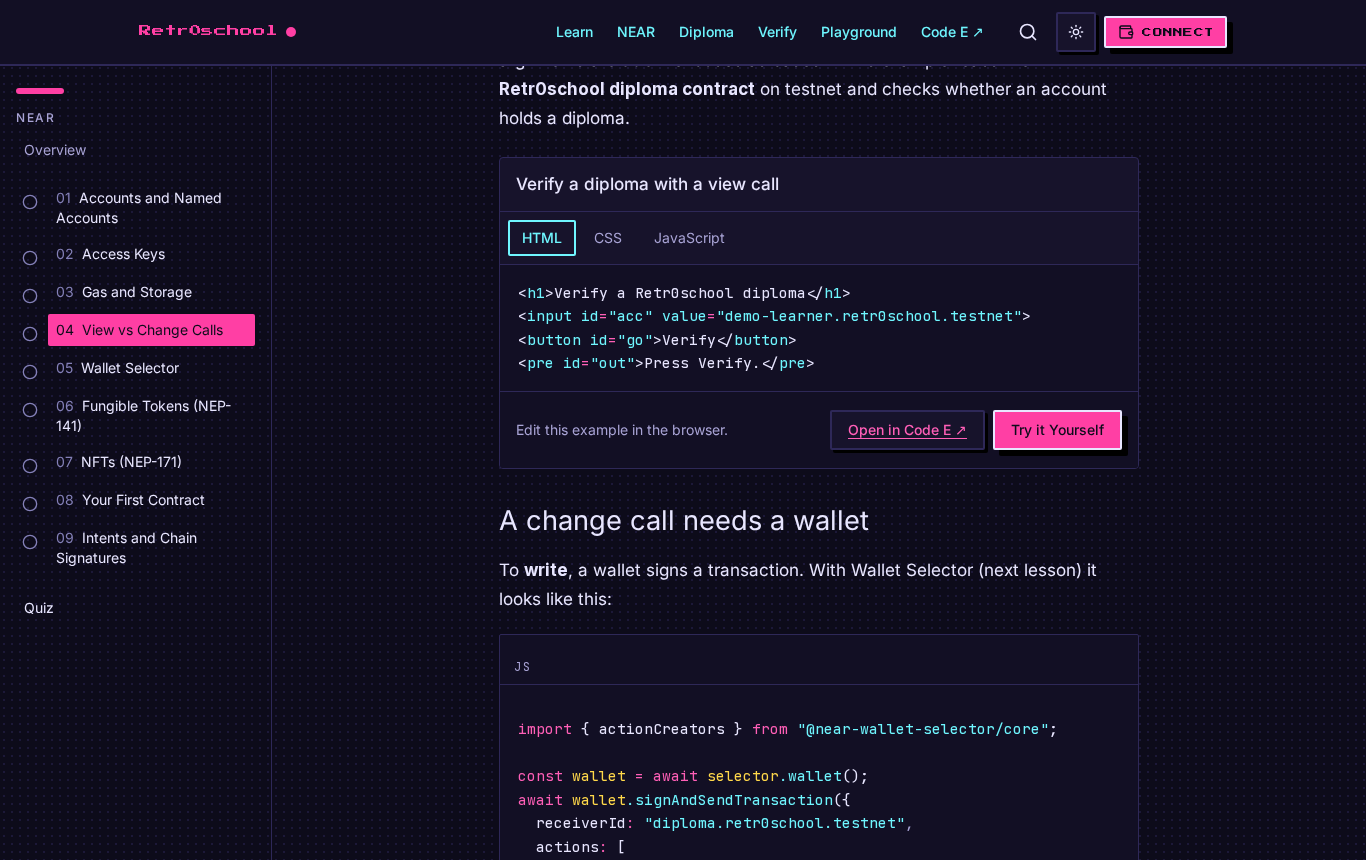 Retr0school
Learn
NEAR
Diploma
Verify
Playground
Code E ↗
CONNECT
NEAR
Overview
01 Accounts and Named
Accounts
02 Access Keys
03 Gas and Storage
04 View vs Change Calls
05 Wallet Selector
06 Fungible Tokens (NEP-
141)
07 NFTs (NEP-171)
08 Your First Contract
09 Intents and Chain
Signatures
Quiz
Retr0school diploma contract on testnet and checks whether an account
holds a diploma.
Verify a diploma with a view call
HTML
CSS
JavaScript
<h1>Verify a Retr0school diploma</h1>
<input id="acc" value="demo-learner.retr0school.testnet">
<button id="go">Verify</button>
<pre id="out">Press Verify.</pre>
Edit this example in the browser.
Open in Code E ↗
Try it Yourself
A change call needs a wallet
To write, a wallet signs a transaction. With Wallet Selector (next lesson) it
looks like this:
JS
import { actionCreators } from "@near-wallet-selector/core";
const wallet = await selector.wallet();
await wallet.signAndSendTransaction({
receiverId: "diploma.retr0school.testnet",
actions: [